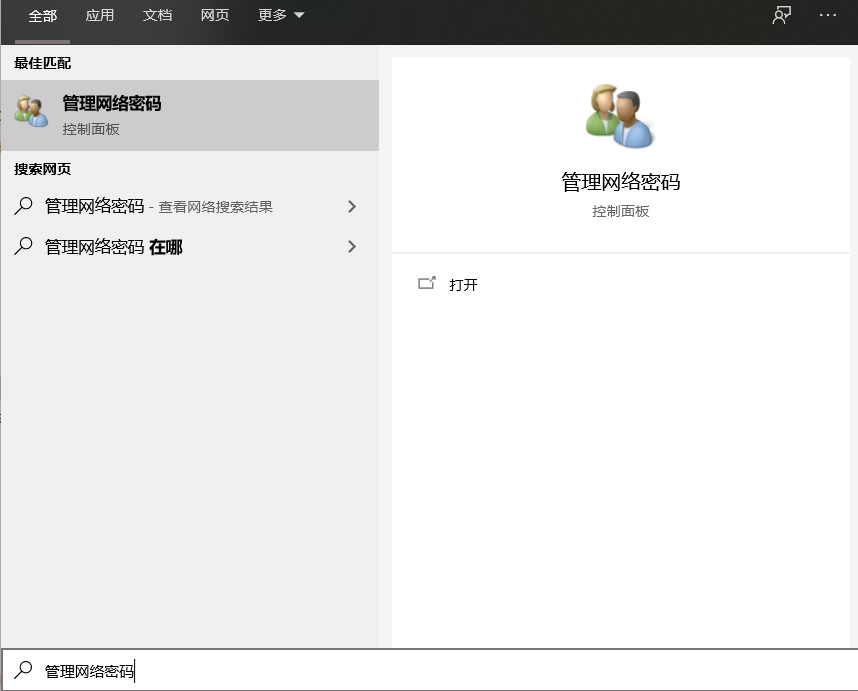 全部 应用 文档 网页 更多
最佳匹配
管理网络密码
控制面板
搜索网页
管理网络密码 - 查看网络搜索结果
管理网络密码 在哪
管理网络密码
控制面板
打开
管理网络密码